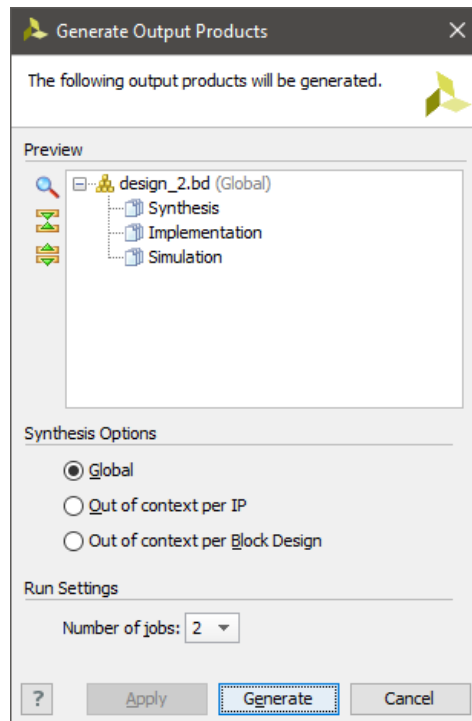 Generate Output Products
The following output products will be generated.
Preview
design_2.bd (Global)
Synthesis
Implementation
Simulation
Synthesis Options
Global
Out of context per IP
Out of context per Block Design
Run Settings
Number of jobs: 2
? Apply Generate Cancel